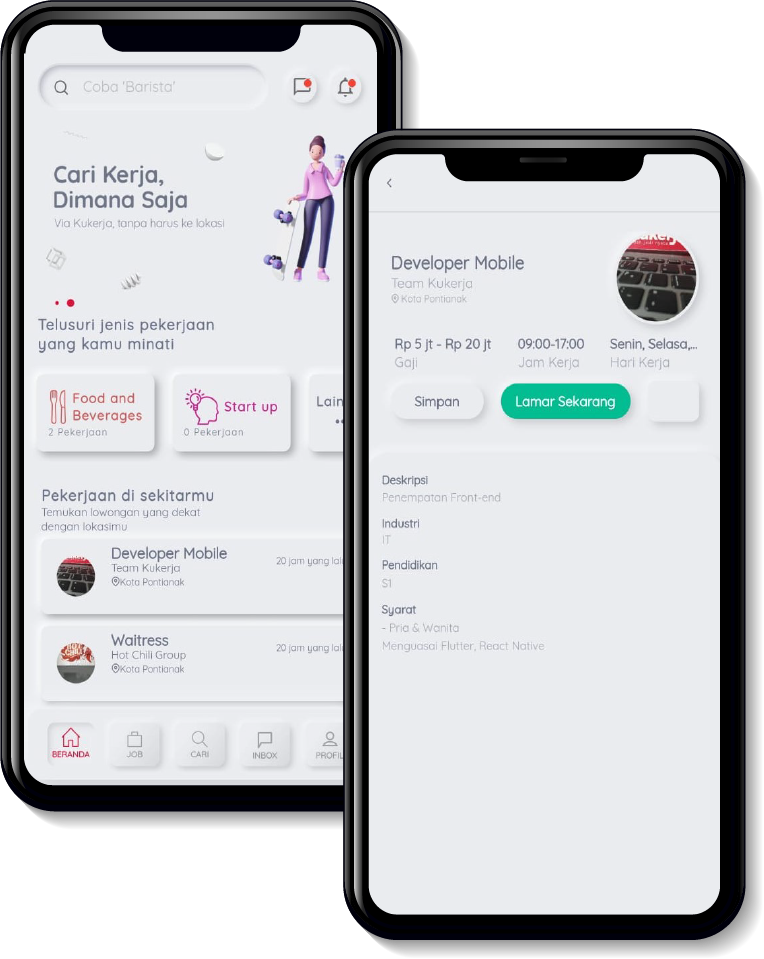 Coba 'Barista'
Cari Kerja,
Dimana Saja
Via Kukerja, tanpa harus ke lokasi
Telusuri jenis pekerjaan
yang kamu minati
Food and
Beverages
2 Pekerjaan
Start up
0 Pekerjaan
Lain
Pekerjaan di sekitarmu
Temukan lowongan yang dekat
dengan lokasimu
Developer Mobile
20 jam yang lalu
Team Kukerja
Kota Pontianak
Waitress
20 jam yang lalu
Hot Chili Group
Kota Pontianak
BERANDA
JOB
CARI
INBOX
PROFIL
Developer Mobile
Team Kukerja
Kota Pontianak
Rp 5 jt - Rp 20 jt
09:00-17:00
Senin, Selasa,...
Gaji
Jam Kerja
Hari Kerja
Simpan
Lamar Sekarang
Deskripsi
Penempatan Front-end
Industri
IT
Pendidikan
S1
Syarat
- Pria & Wanita
Menguasai Flutter, React Native